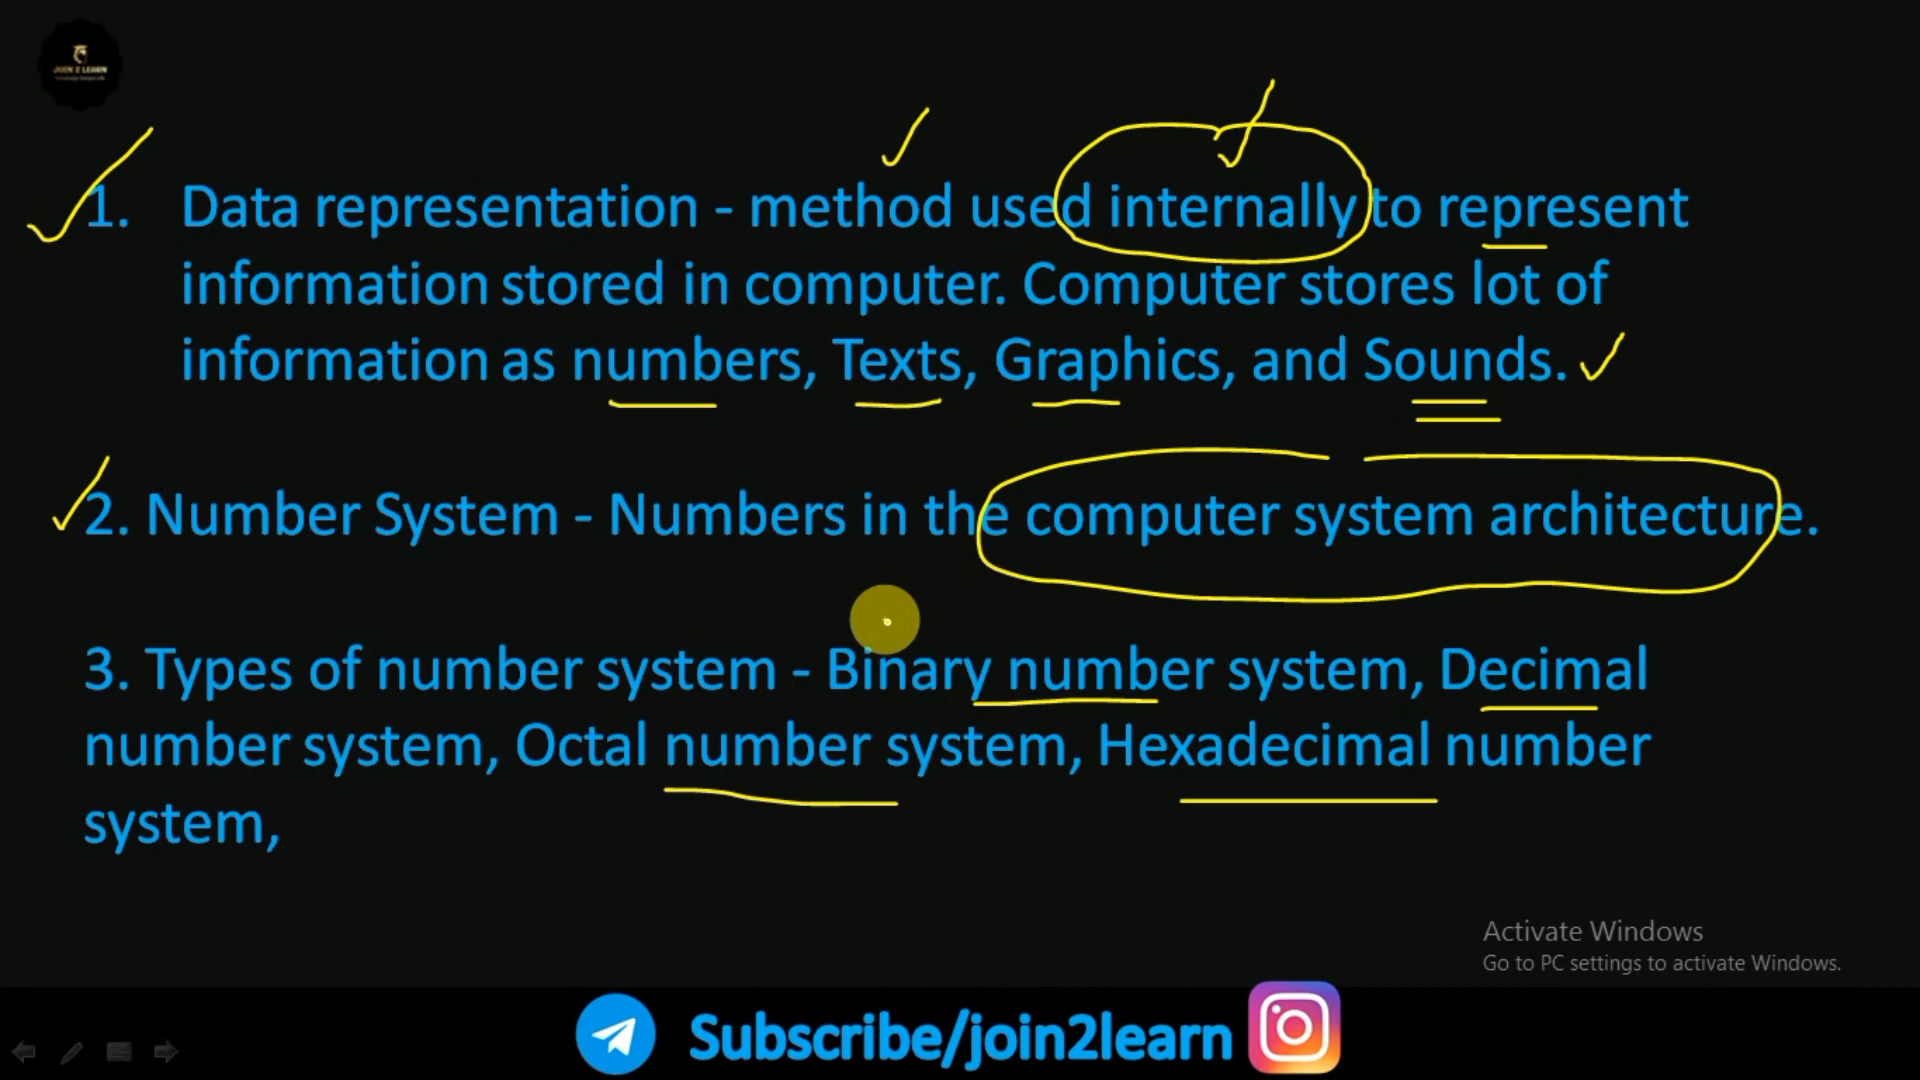 JOIN 2 LEARN
1. Data representation - method used internally to represent
information stored in computer. Computer stores lot of
information as numbers, Texts, Graphics, and Sounds.
2. Number System - Numbers in the computer system architecture.
3. Types of number system - Binary number system, Decimal
number system, Octal number system, Hexadecimal number
system,
Activate Windows
Go to PC settings to activate Windows.
Subscribe/join2learn